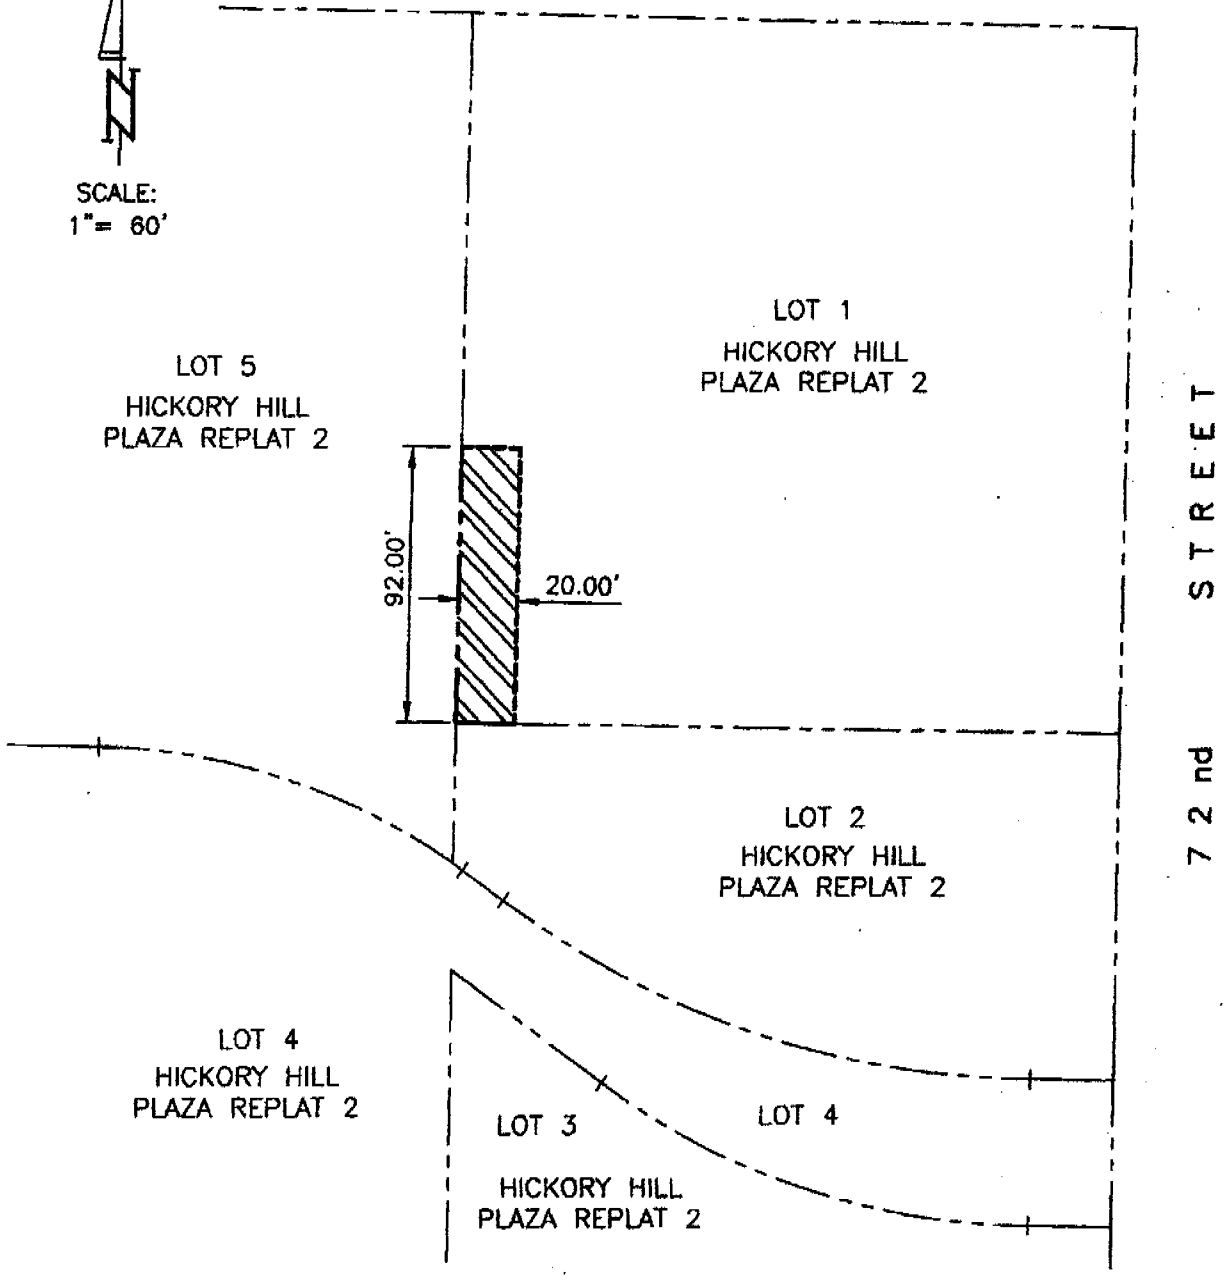 N
SCALE:
1"= 60'
LOT 1
HICKORY HILL
PLAZA REPLAT 2
LOT 5
HICKORY HILL
PLAZA REPLAT 2
92.00'
20.00'
72nd STREET
LOT 2
HICKORY HILL
PLAZA REPLAT 2
LOT 4
HICKORY HILL
PLAZA REPLAT 2
LOT 3
HICKORY HILL
PLAZA REPLAT 2
LOT 4